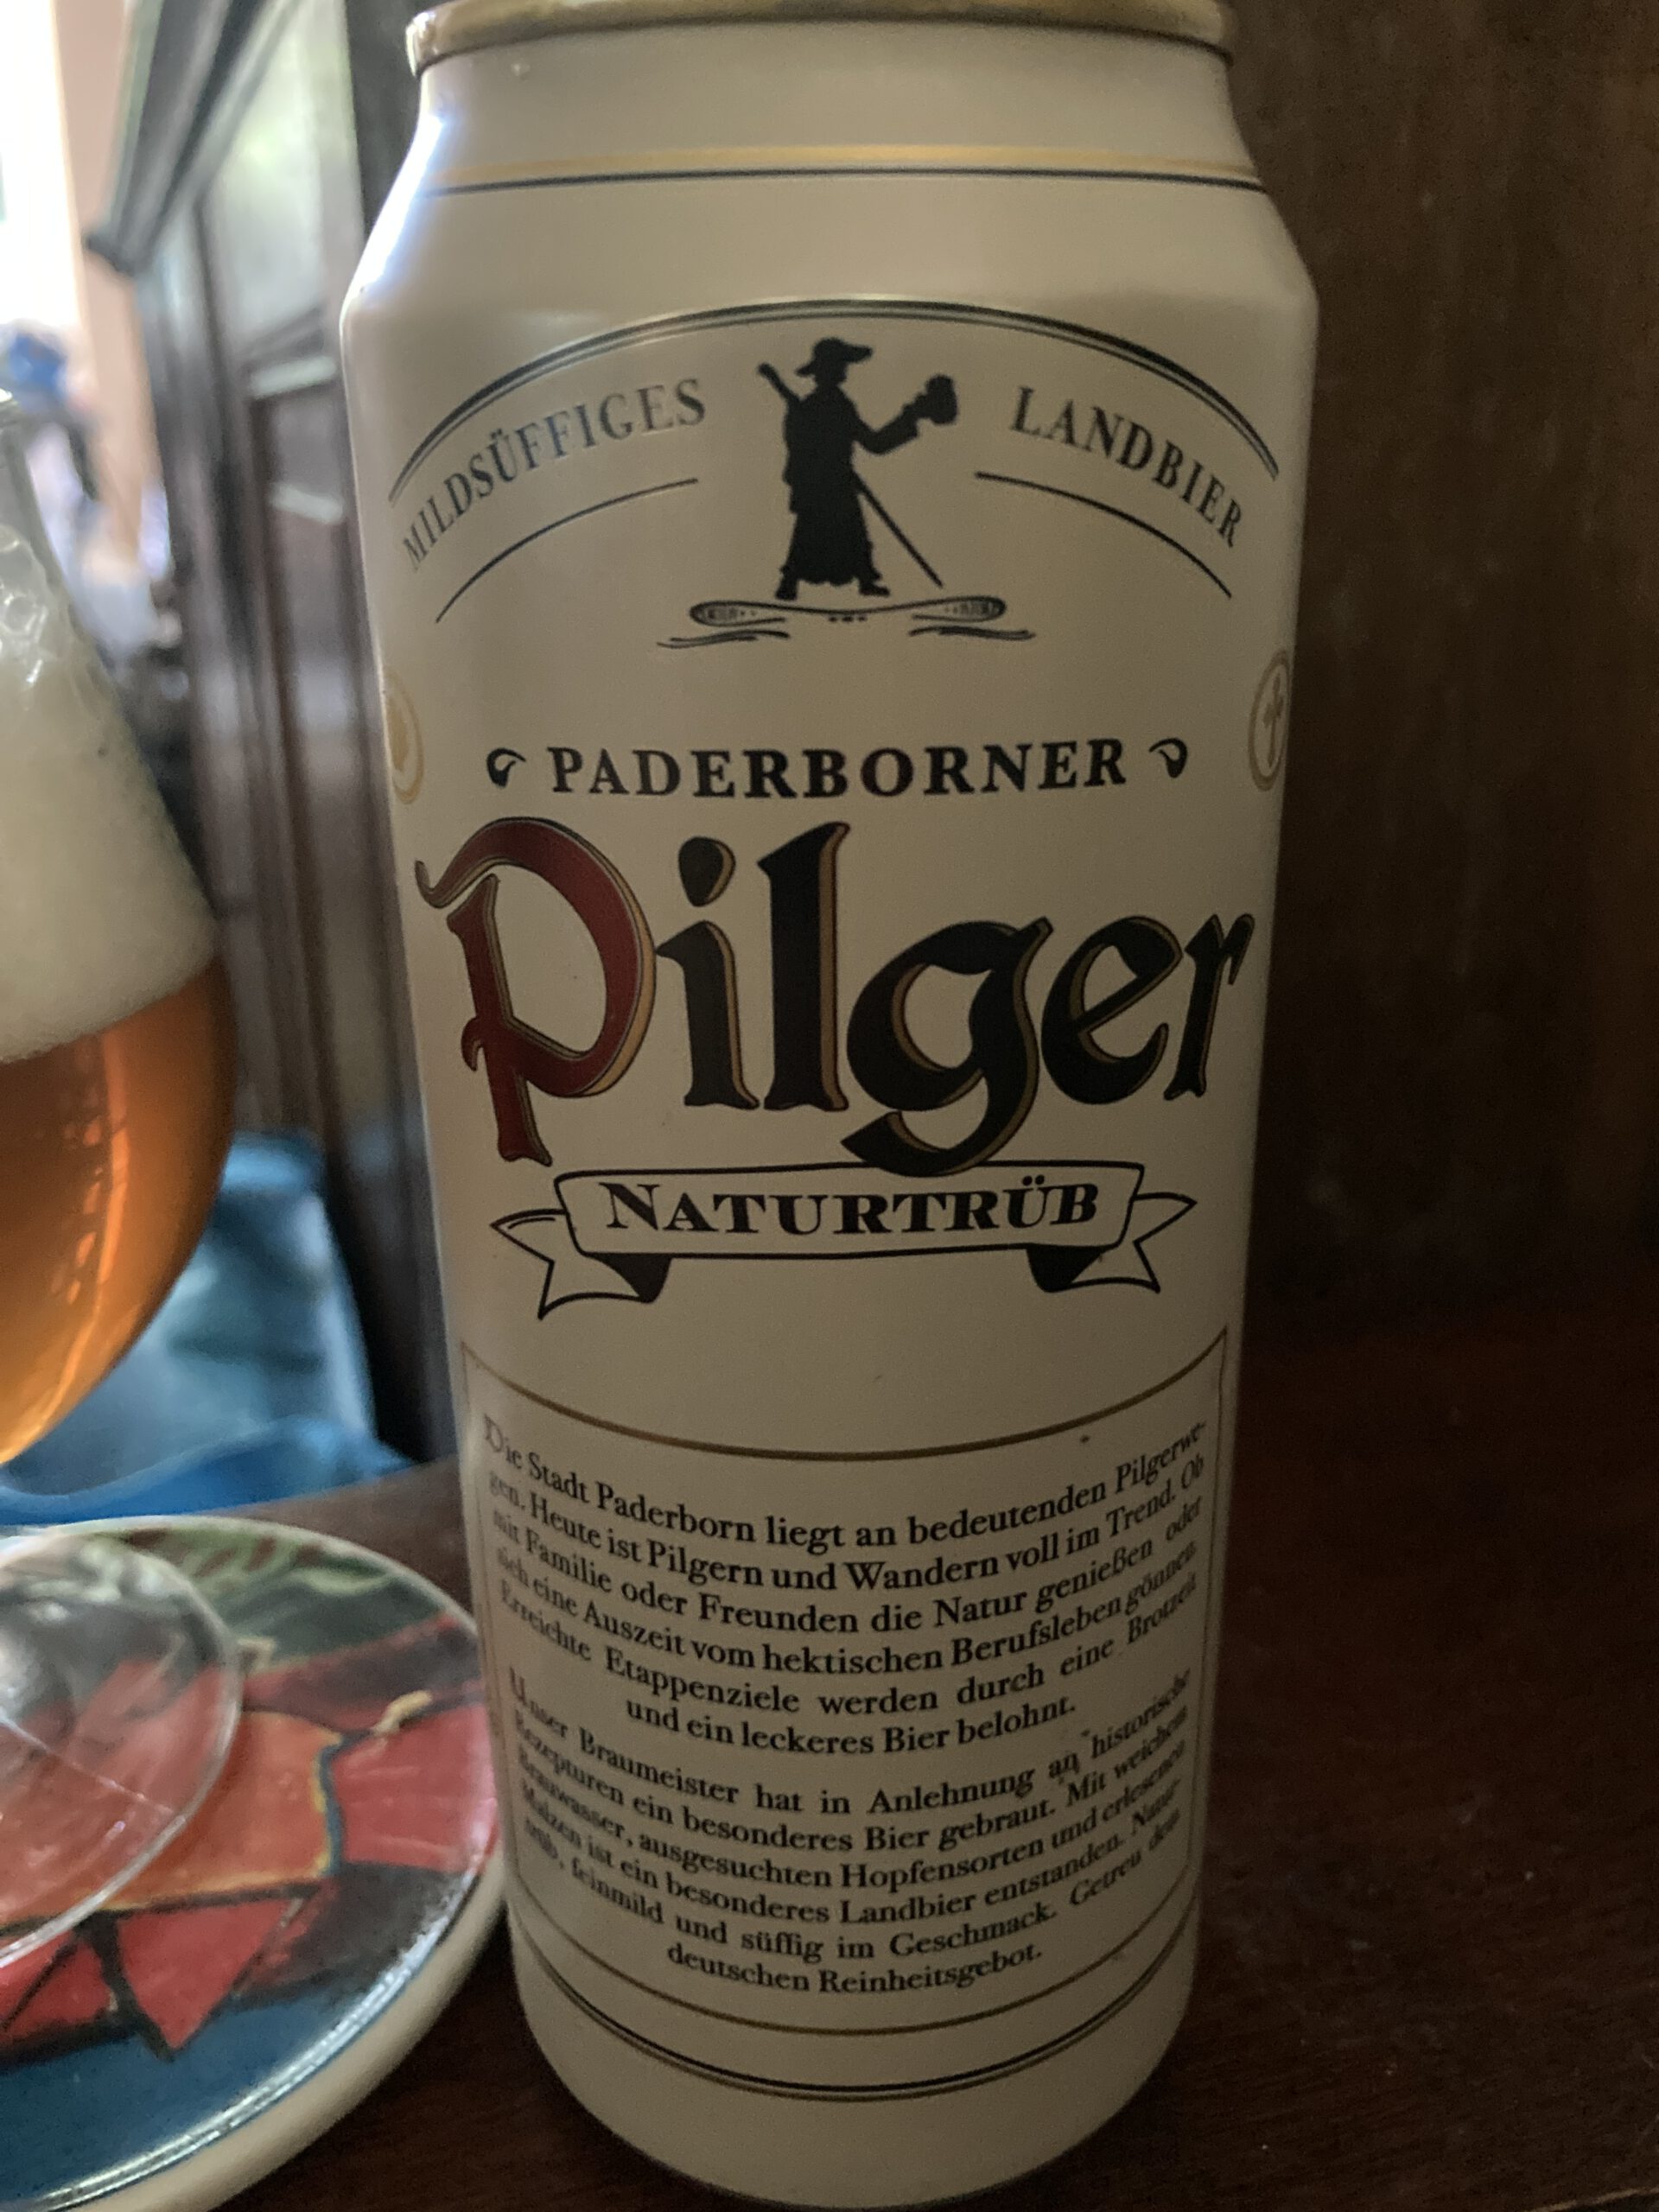 MILDSÜFFIGES LANDBIER
PADERBORNER
Pilger
NATURTRÜB
Die Stadt Paderborn liegt an bedeutenden Pilgerwe-
gen. Heute ist Pilgern und Wandern voll im Trend. Ob
mit Familie oder Freunden die Natur genießen oder
sich eine Auszeit vom hektischen Berufsleben gönnen.
Erreichte Etappenziele werden durch eine Brotzeit
und ein leckeres Bier belohnt.
Unser Braumeister hat in Anlehnung an historische
Rezepturen ein besonderes Bier gebraut. Mit weichem
Brauwasser, ausgesuchten Hopfensorten und erlesenen
Malzen ist ein besonderes Landbier entstanden. Natur-
trüb, feinmild und süffig im Geschmack. Getreu dem
deutschen Reinheitsgebot.